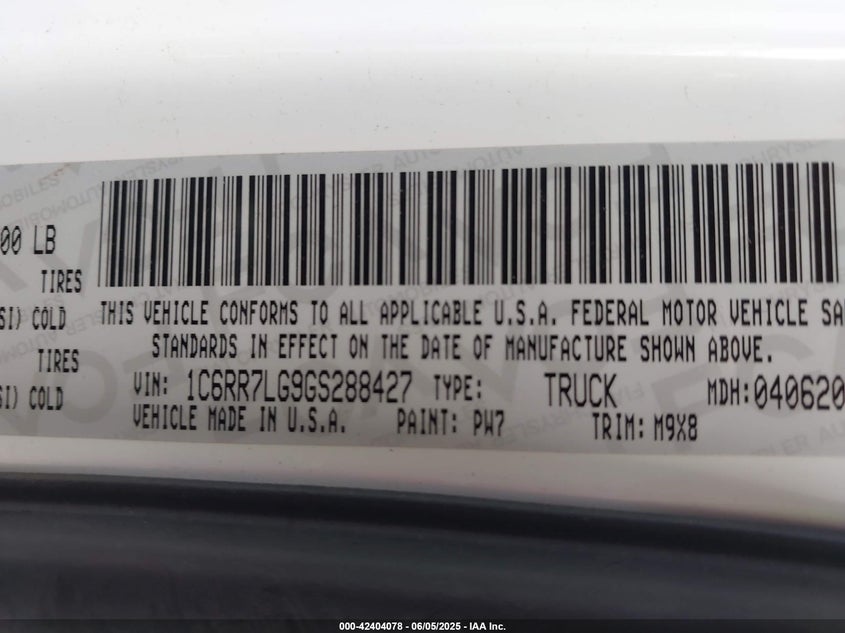 00 LB
TIRES
SI) COLD
TIRES
SI) COLD
THIS VEHICLE CONFORMS TO ALL APPLICABLE U.S.A. FEDERAL MOTOR VEHICLE SA
STANDARDS IN EFFECT ON THE DATE OF MANUFACTURE SHOWN ABOVE.
VIN: 1C6RR7LG9GS288427 TYPE: TRUCK MDH: 040620
VEHICLE MADE IN U.S.A. PAINT: PW7 TRIM: M9X8
000-42404078 - 06/05/2025 - IAA Inc.